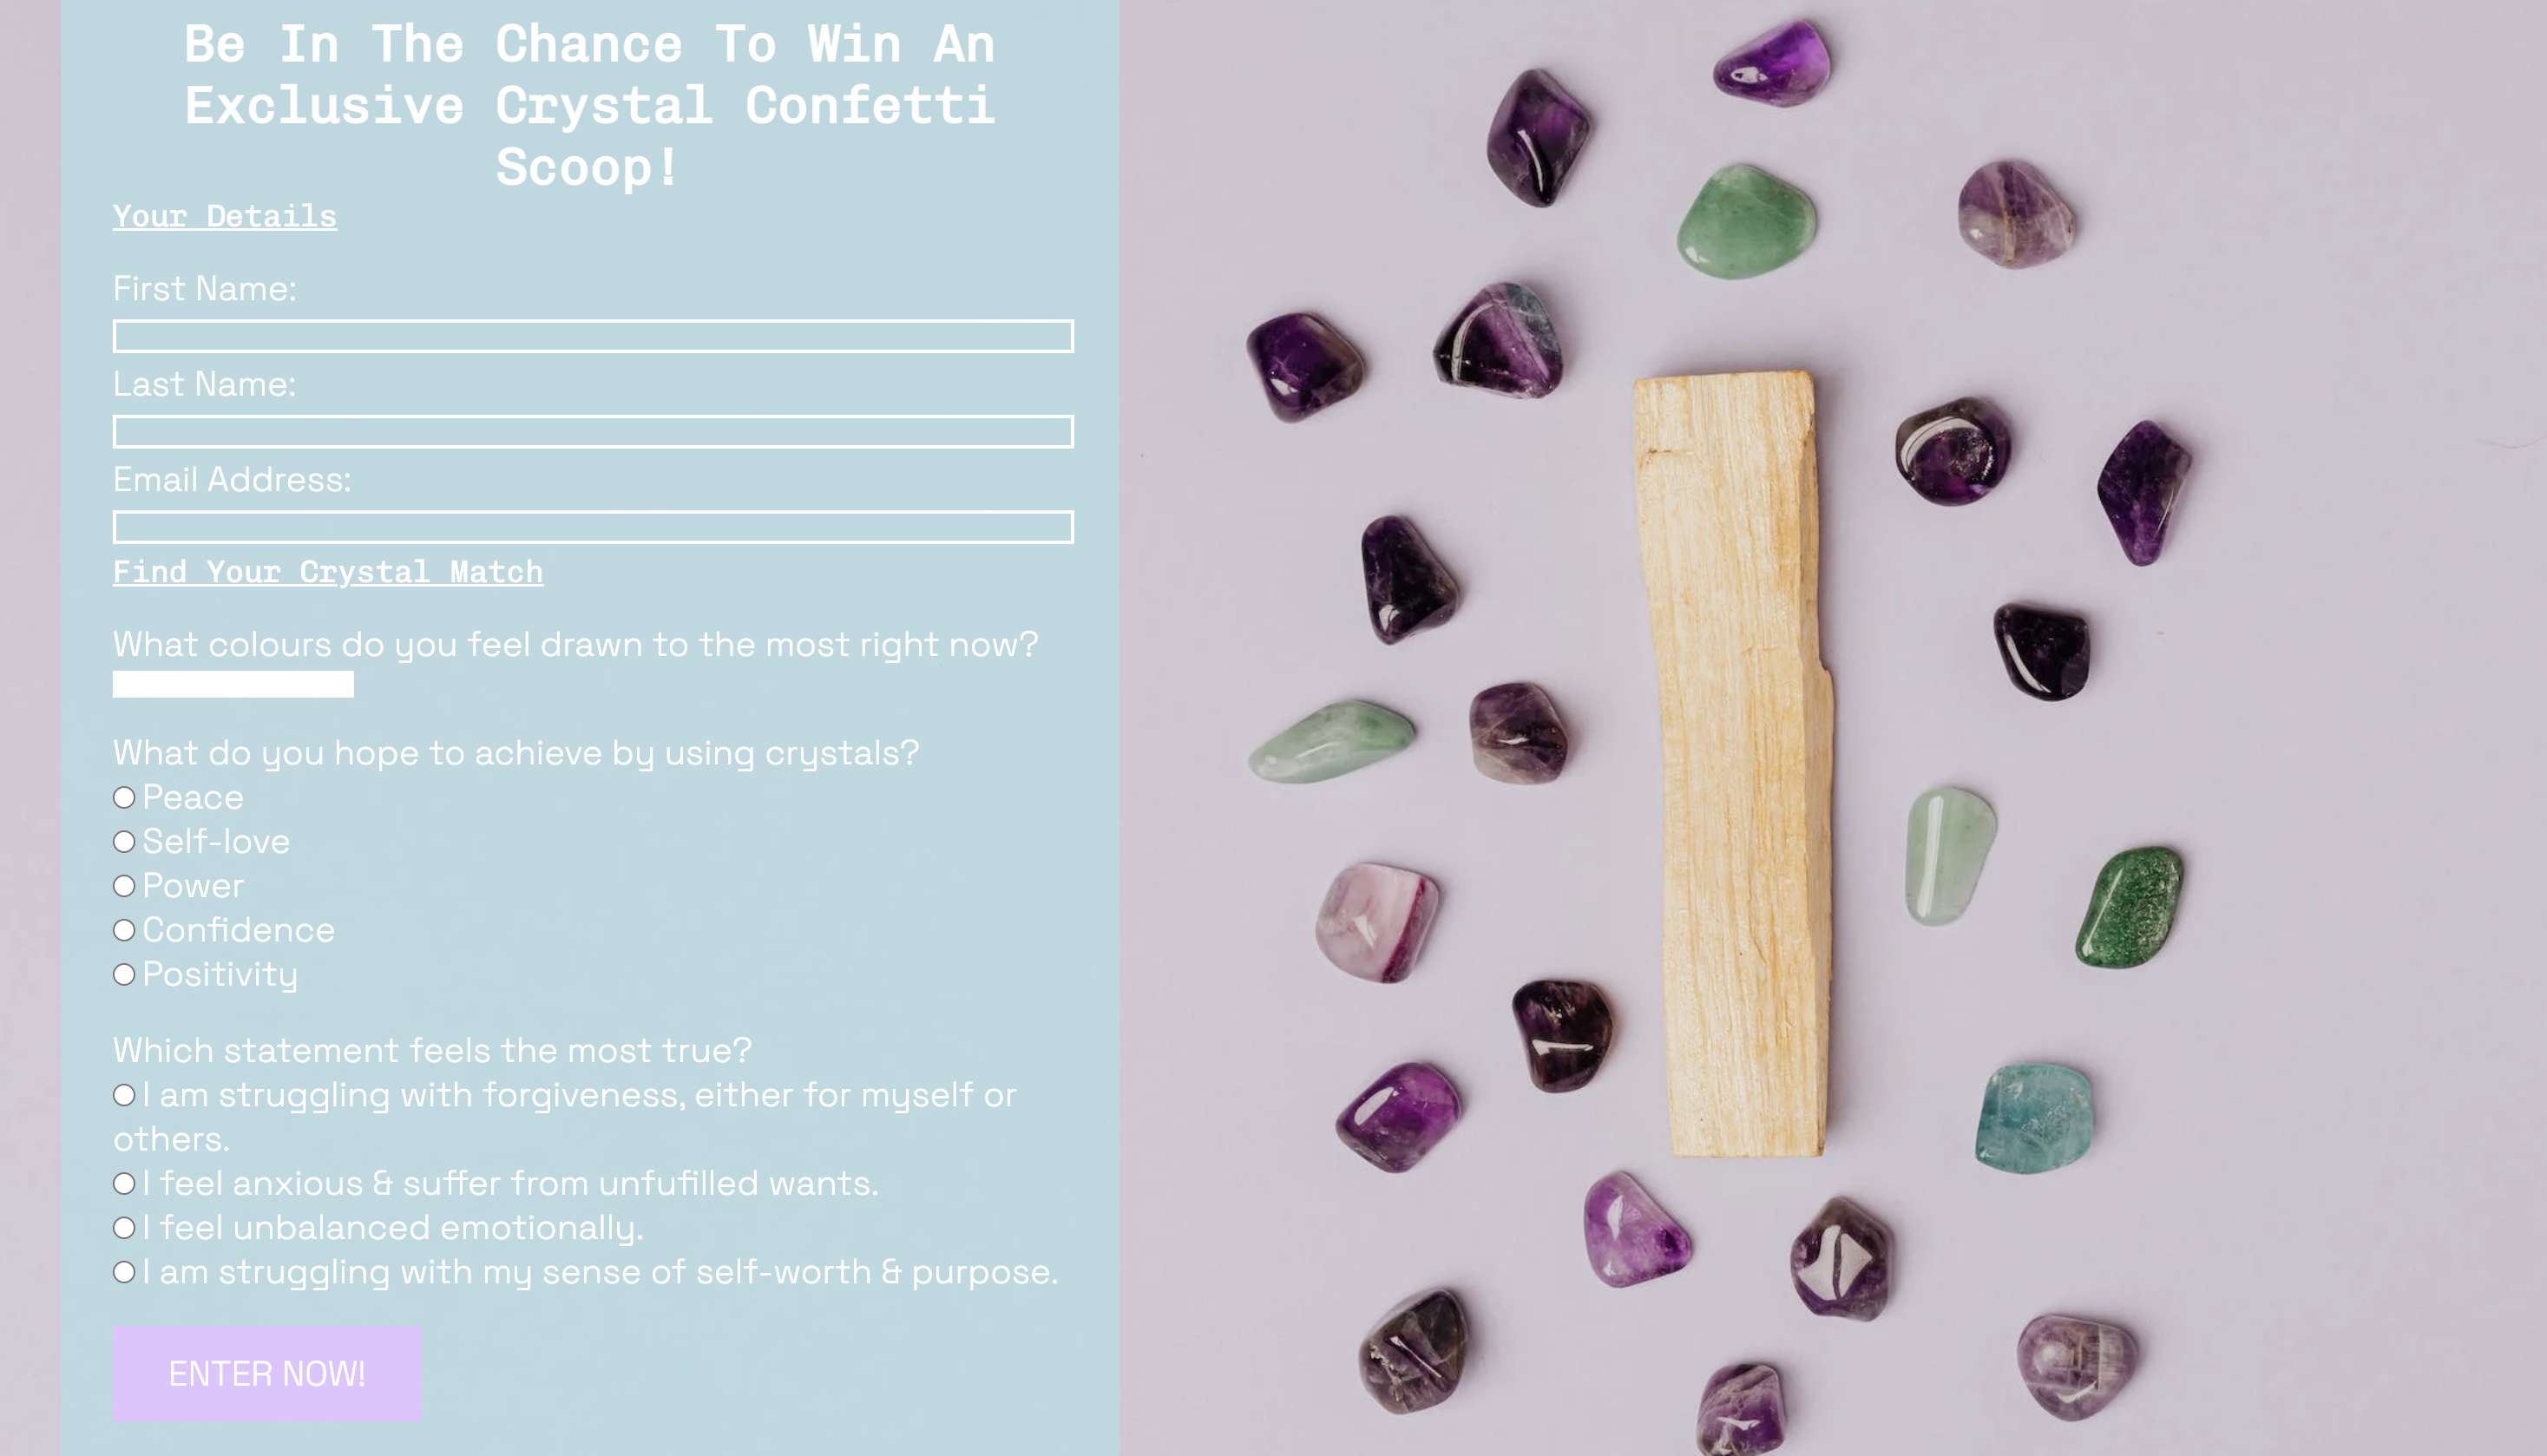 Be In The Chance To Win An
Exclusive Crystal Confetti
Scoop!
Your Details
First Name:
Last Name:
Email Address:
Find Your Crystal Match
What colours do you feel drawn to the most right now?
What do you hope to achieve by using crystals?
Peace
Self-love
Power
Confidence
Positivity
Which statement feels the most true?
I am struggling with forgiveness, either for myself or
others.
I feel anxious & suffer from unfufilled wants.
I feel unbalanced emotionally.
I am struggling with my sense of self-worth & purpose.
ENTER NOW!